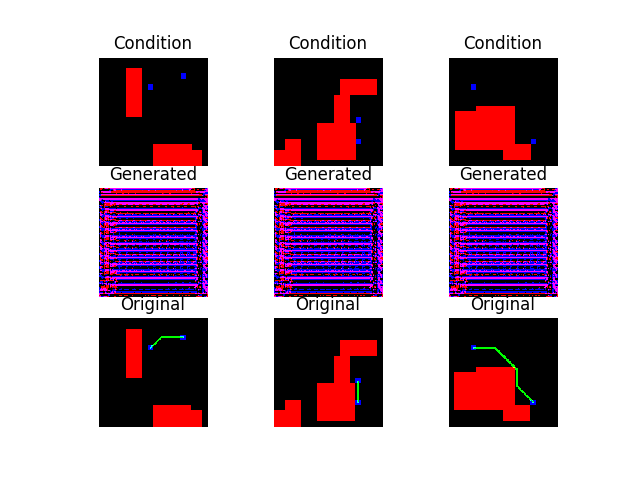 Condition Condition Condition
Generated Generated Generated
Original Original Original